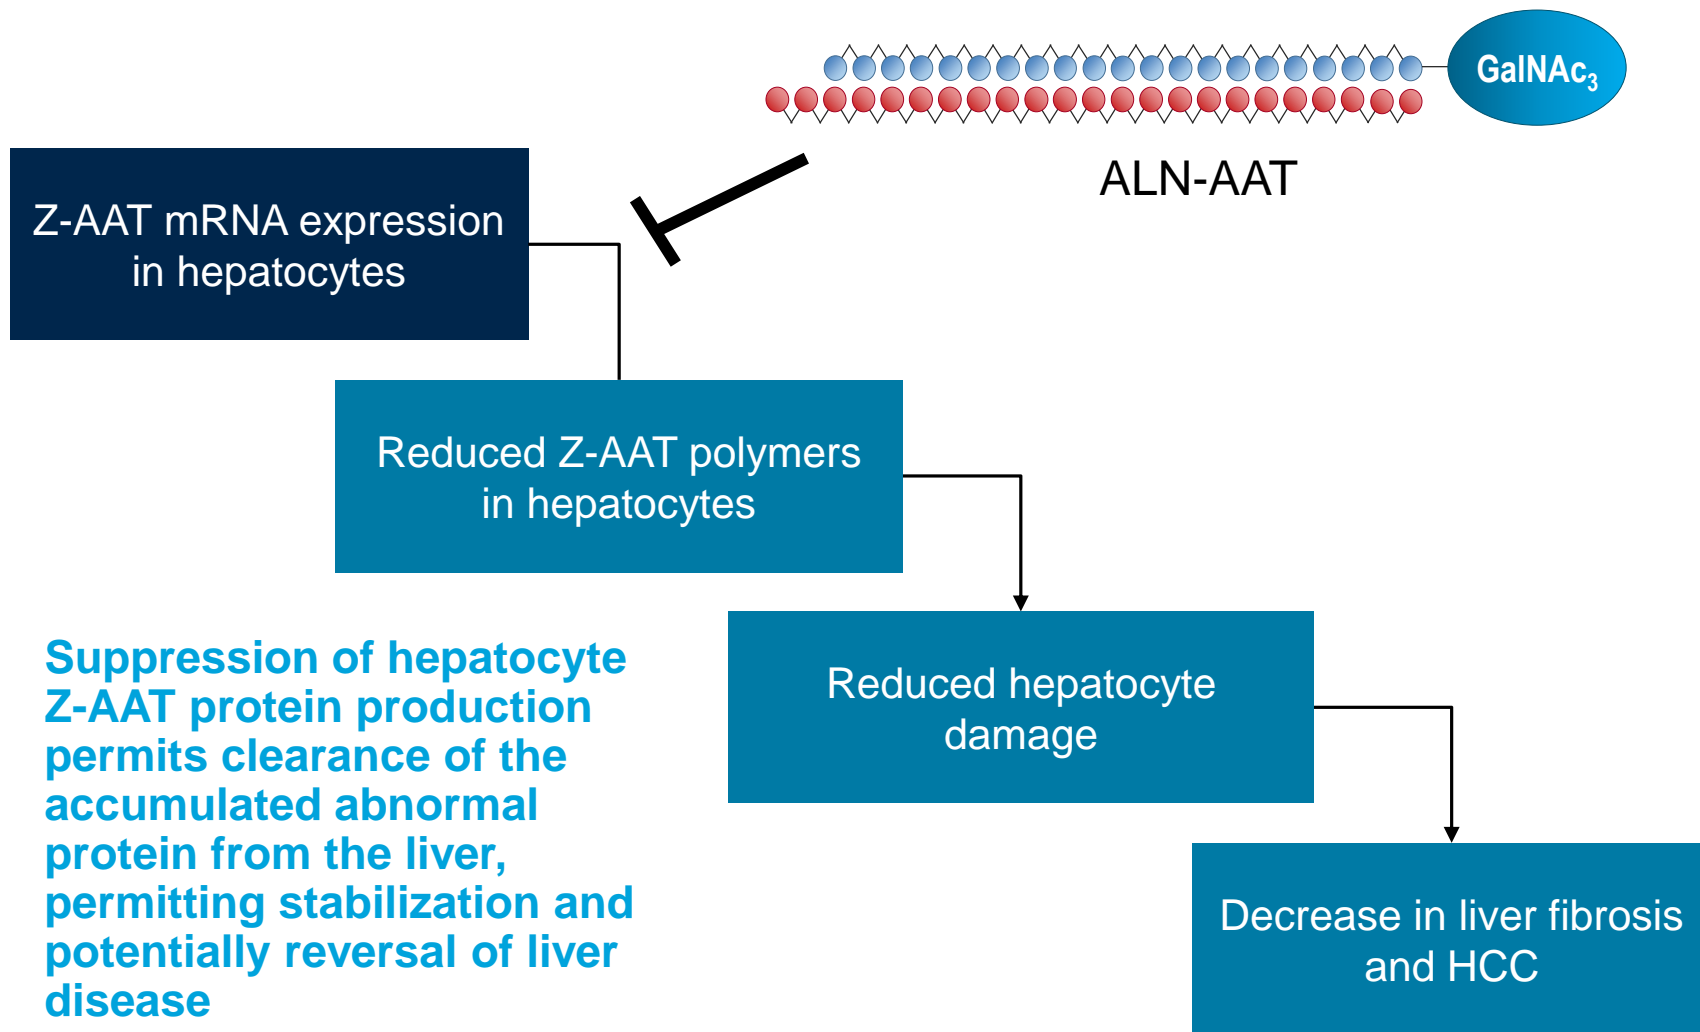 GalNAc3
ALN-AAT
Z-AAT mRNA expression
in hepatocytes
Reduced Z-AAT polymers
in hepatocytes
Reduced hepatocyte
damage
Decrease in liver fibrosis
and HCC
Suppression of hepatocyte
Z-AAT protein production
permits clearance of the
accumulated abnormal
protein from the liver,
permitting stabilization and
potentially reversal of liver
disease